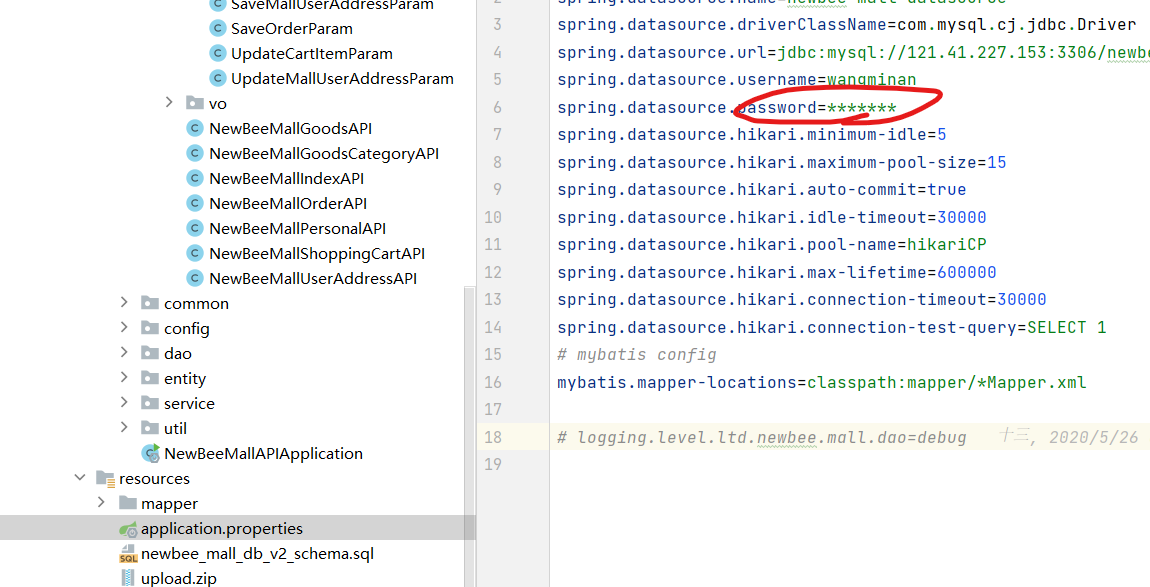 SaveMallUserAddressParam
SaveOrderParam
UpdateCartItemParam
UpdateMallUserAddressParam
vo
NewBeeMallGoodsAPI
NewBeeMallGoodsCategoryAPI
NewBeeMallIndexAPI
NewBeeMallOrderAPI
NewBeeMallPersonalAPI
NewBeeMallShoppingCartAPI
NewBeeMallUserAddressAPI
common
config
dao
entity
service
util
NewBeeMallAPIApplication
resources
mapper
application.properties
newbee_mall_db_v2_schema.sql
upload.zip
2 spring.datasource.name=newbee-mall-datasource
3 spring.datasource.driverClassName=com.mysql.cj.jdbc.Driver
4 spring.datasource.url=jdbc:mysql://121.41.227.153:3306/newbe
5 spring.datasource.username=wangminan
6 spring.datasource.password=*******
7 spring.datasource.hikari.minimum-idle=5
8 spring.datasource.hikari.maximum-pool-size=15
9 spring.datasource.hikari.auto-commit=true
10 spring.datasource.hikari.idle-timeout=30000
11 spring.datasource.hikari.pool-name=hikariCP
12 spring.datasource.hikari.max-lifetime=600000
13 spring.datasource.hikari.connection-timeout=30000
14 spring.datasource.hikari.connection-test-query=SELECT 1
15 # mybatis config
16 mybatis.mapper-locations=classpath:mapper/*Mapper.xml
17
18 # logging.level.ltd.newbee.mall.dao=debug 十三, 2020/5/26
19